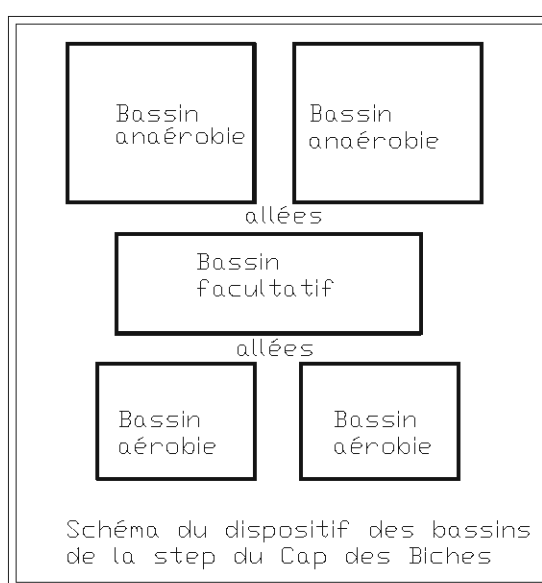 Bassin
anaérobie
Bassin
anaérobie
allées
Bassin
facultatif
allées
Bassin
aérobie
Bassin
aérobie
Schéma du dispositif des bassins
de la step du Cap des Biches